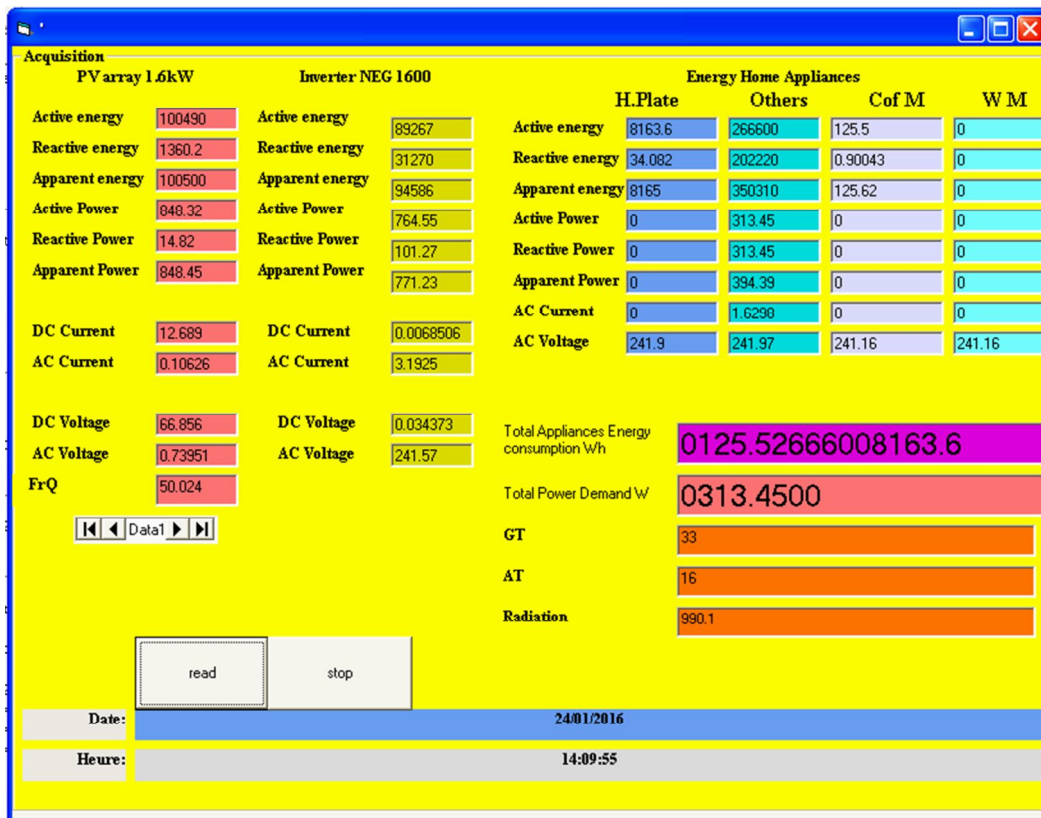 Acquisition
PV array 1.6kW Inverter NEG 1600 Energy Home Appliances
H.Plate Others Cof M W M
Active energy 100490 Active energy 89267 Active energy 8163.6 266600 125.5 0
Reactive energy 1360.2 Reactive energy 31270 Reactive energy 34.082 202220 0.90043 0
Apparent energy 100500 Apparent energy 94586 Apparent energy 8165 350310 125.62 0
Active Power 848.32 Active Power 764.55 Active Power 0 313.45 0 0
Reactive Power 14.82 Reactive Power 101.27 Reactive Power 0 313.45 0 0
Apparent Power 848.45 Apparent Power 771.23 Apparent Power 0 394.39 0 0
AC Current 0 1.6298 0 0
DC Current 12.689 DC Current 0.0068506
AC Voltage 241.9 241.97 241.16 241.16
AC Current 0.10626 AC Current 3.1925
DC Voltage 66.856 DC Voltage 0.034373
AC Voltage 0.73951 AC Voltage 241.57
FrQ 50.024
Data1
Total Appliances Energy
consumption Wh 0125.52666008163.6
Total Power Demand W 0313.4500
GT 33
AT 16
Radiation 990.1
read stop
Date: 24/01/2016
Heure: 14:09:55